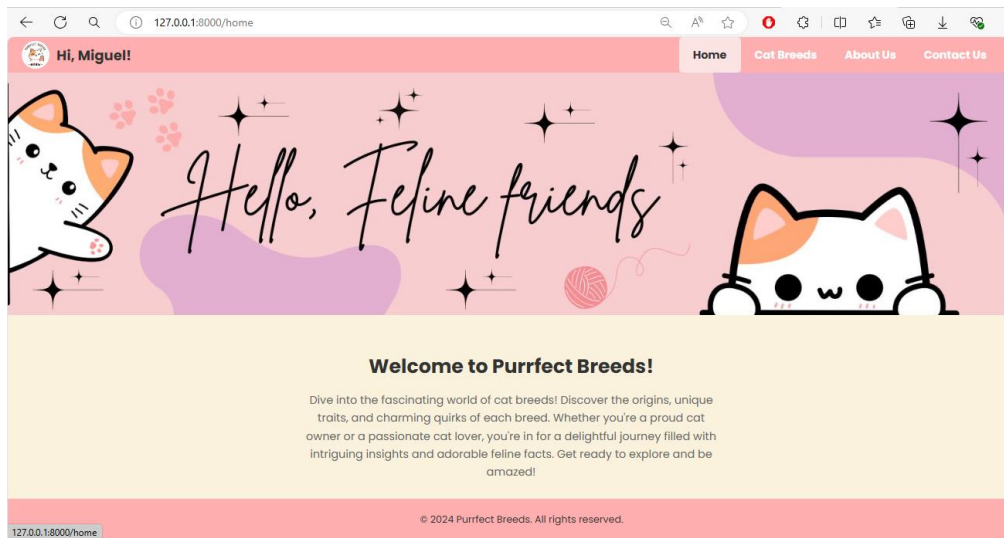 127.0.0.1:8000/home
Hi, Miguel!
Home Cat Breeds About Us Contact Us
Hello, Feline friends
Welcome to Purrfect Breeds!
Dive into the fascinating world of cat breeds! Discover the origins, unique
traits, and charming quirks of each breed. Whether you're a proud cat
owner or a passionate cat lover, you're in for a delightful journey filled with
intriguing insights and adorable feline facts. Get ready to explore and be
amazed!
© 2024 Purrfect Breeds. All rights reserved.
127.0.0.1:8000/home